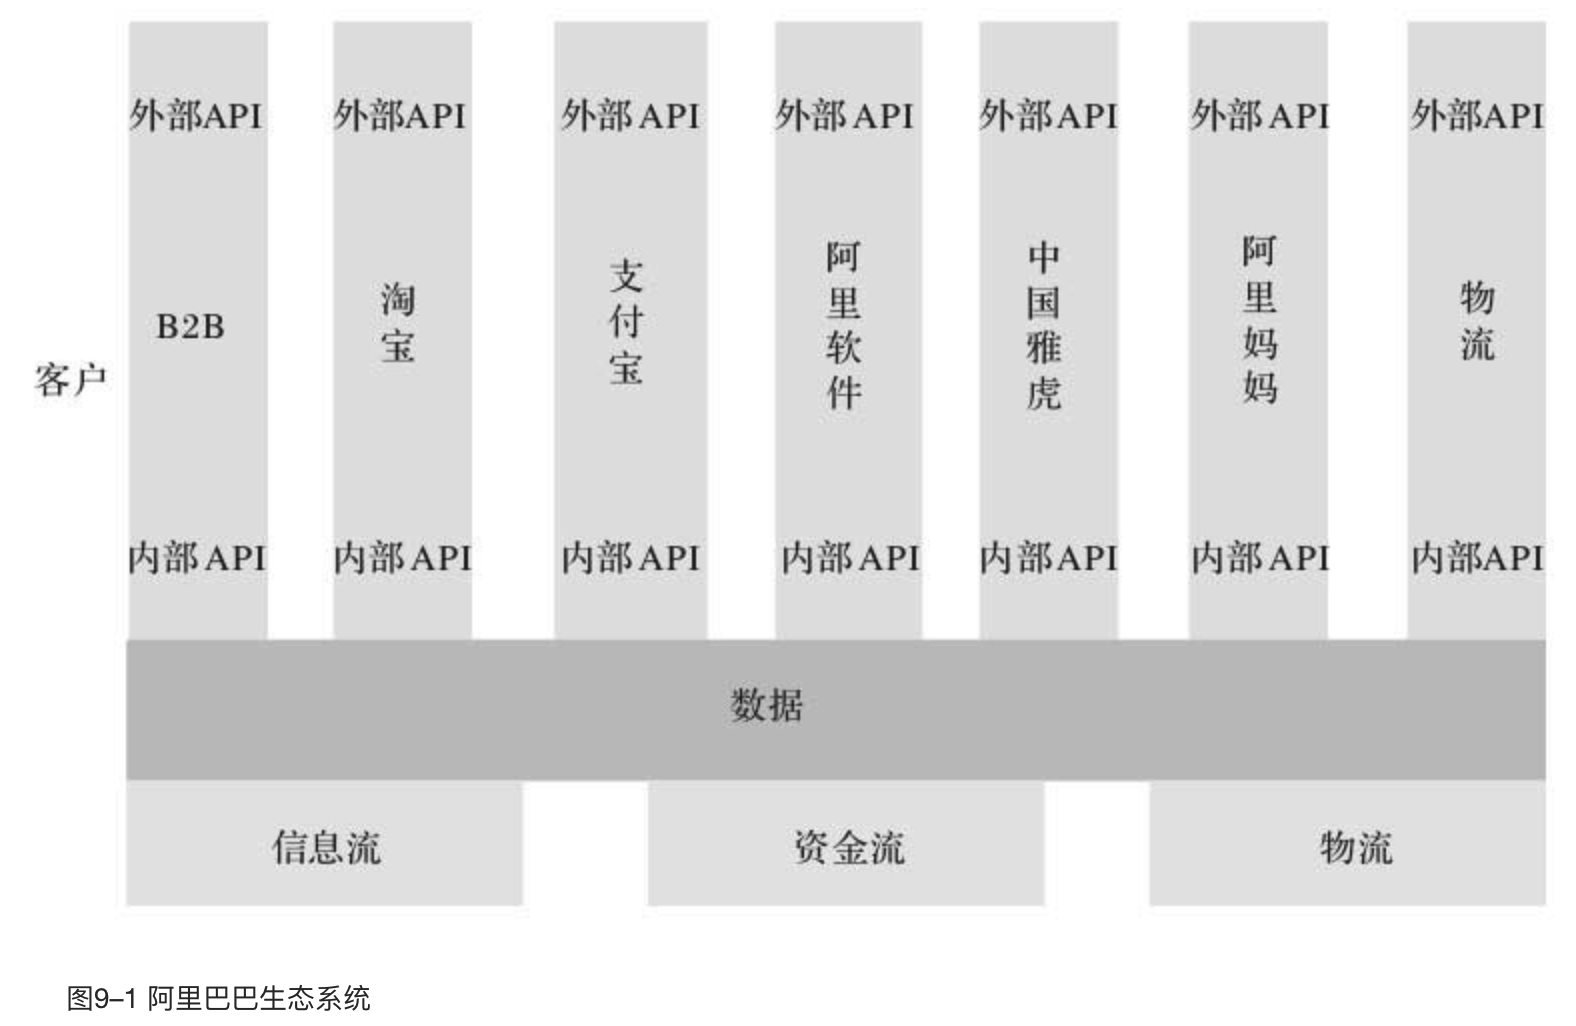 外部API 外部API 外部API 外部API 外部API 外部API 外部API
B2B 淘宝 支付宝 阿里软件 中国雅虎 阿里妈妈 物流
客户
内部API 内部API 内部API 内部API 内部API 内部API 内部API
数据
信息流 资金流 物流
图9–1 阿里巴巴生态系统